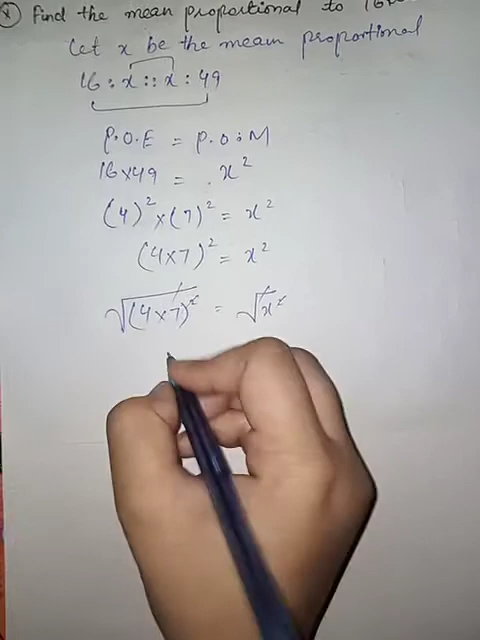 Find the mean proportional to 16
Let x be the mean proportional
16 : x :: x : 49
P.O.E = P.O.M
16×49 = x²
(4)² × (7)² = x²
(4×7)² = x²
√(4×7)² = √x²